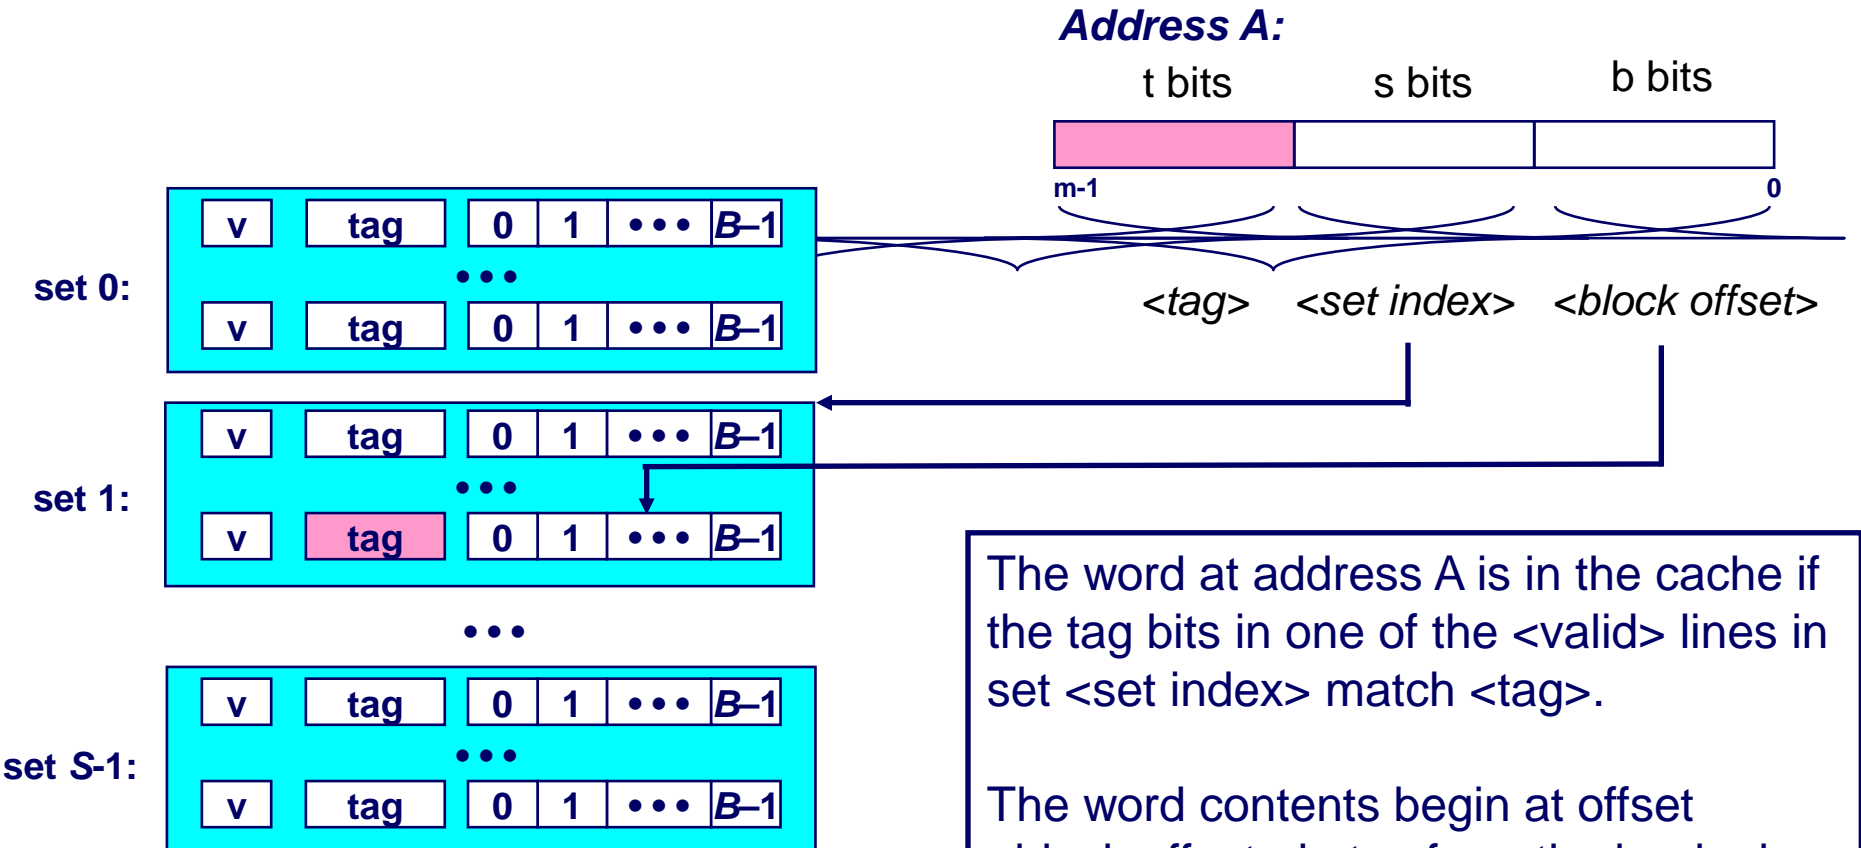 Address A:
t bits s bits b bits
m-1 0
v tag 0 1 ••• B–1
•••
set 0:
v tag 0 1 ••• B–1
<tag> <set index> <block offset>
v tag 0 1 ••• B–1
•••
set 1:
v tag 0 1 ••• B–1
•••
v tag 0 1 ••• B–1
•••
set S-1:
v tag 0 1 ••• B–1
The word at address A is in the cache if
the tag bits in one of the <valid> lines in
set <set index> match <tag>.
The word contents begin at offset